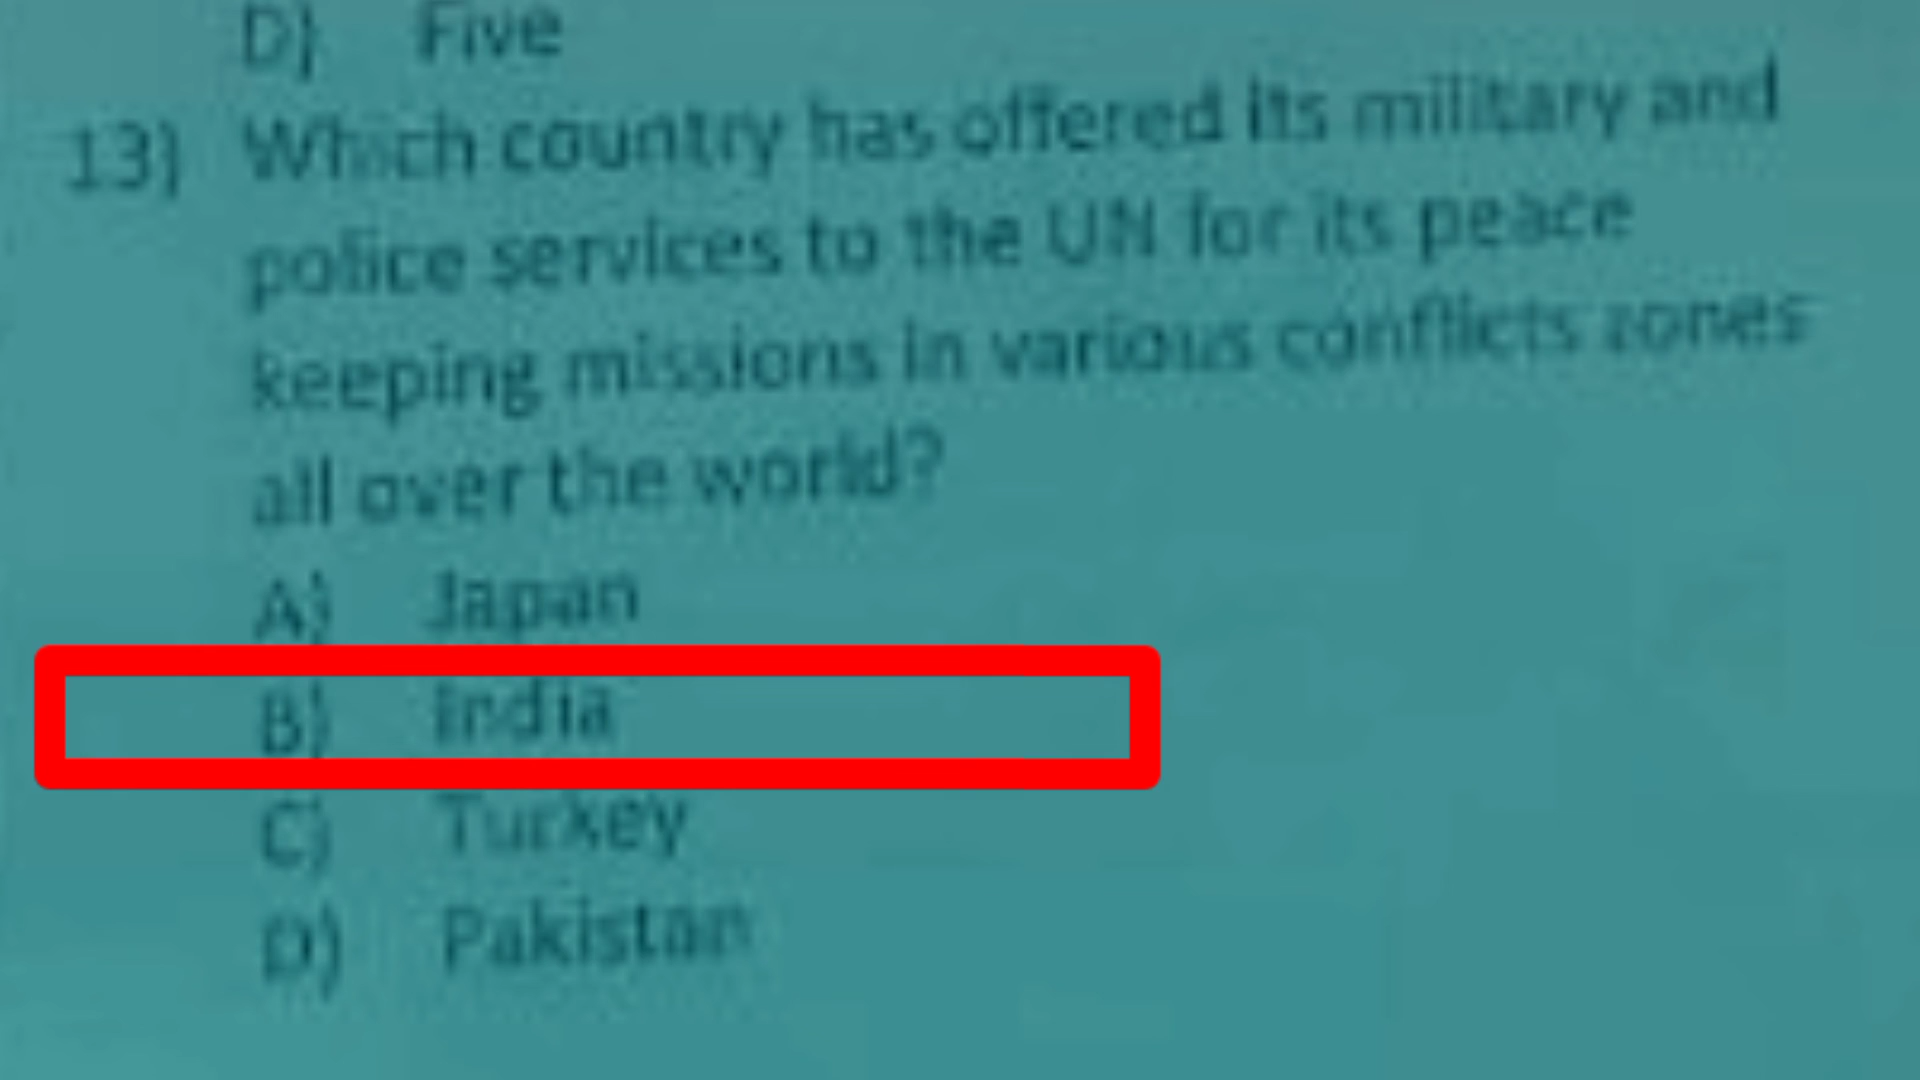 D) Five
13) Which country has offered its military and
police services to the UN for its peace
keeping missions in various conflicts zones
all over the world?
A) Japan
B) India
C) Turkey
D) Pakistan